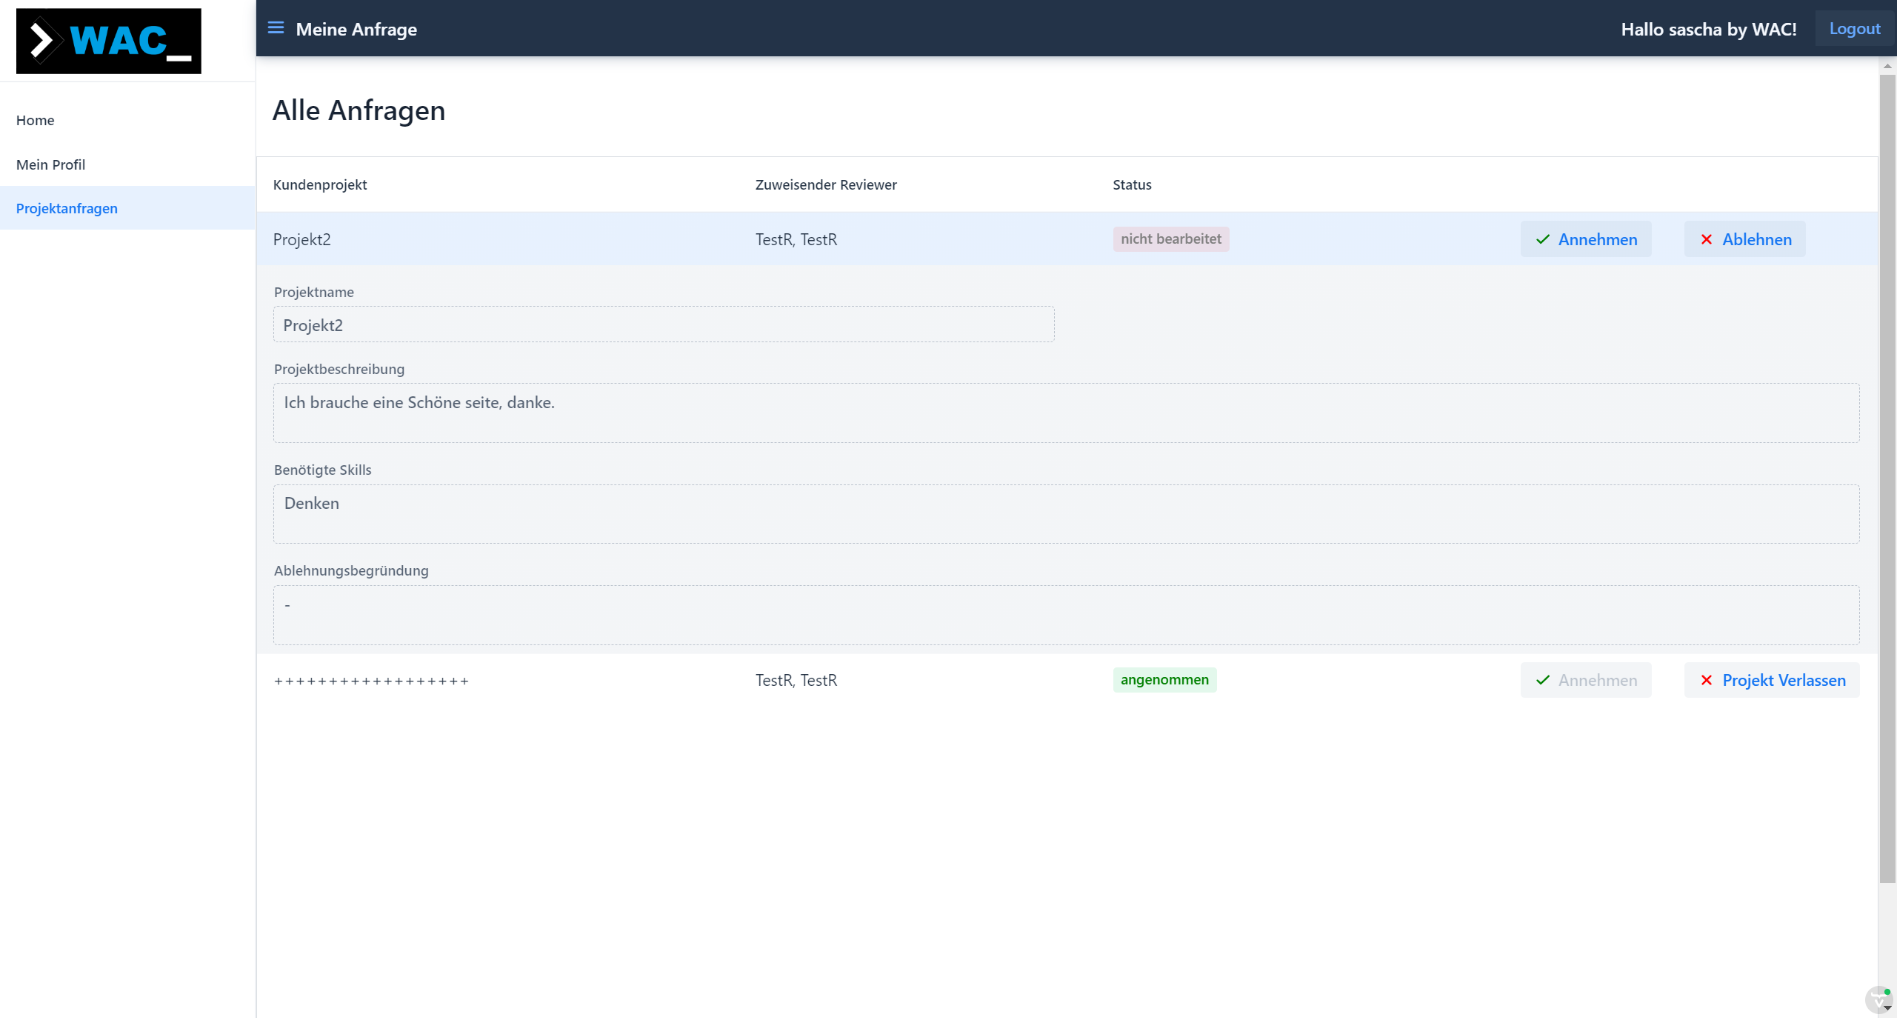 WAC_
Meine Anfrage
Hallo sascha by WAC!
Logout
Home
Mein Profil
Projektanfragen
Alle Anfragen
Kundenprojekt Zuweisender Reviewer Status
Projekt2 TestR, TestR nicht bearbeitet Annehmen Ablehnen
Projektname
Projekt2
Projektbeschreibung
Ich brauche eine Schöne seite, danke.
Benötigte Skills
Denken
Ablehnungsbegründung
-
++++++++++++++++++ TestR, TestR angenommen Annehmen Projekt Verlassen